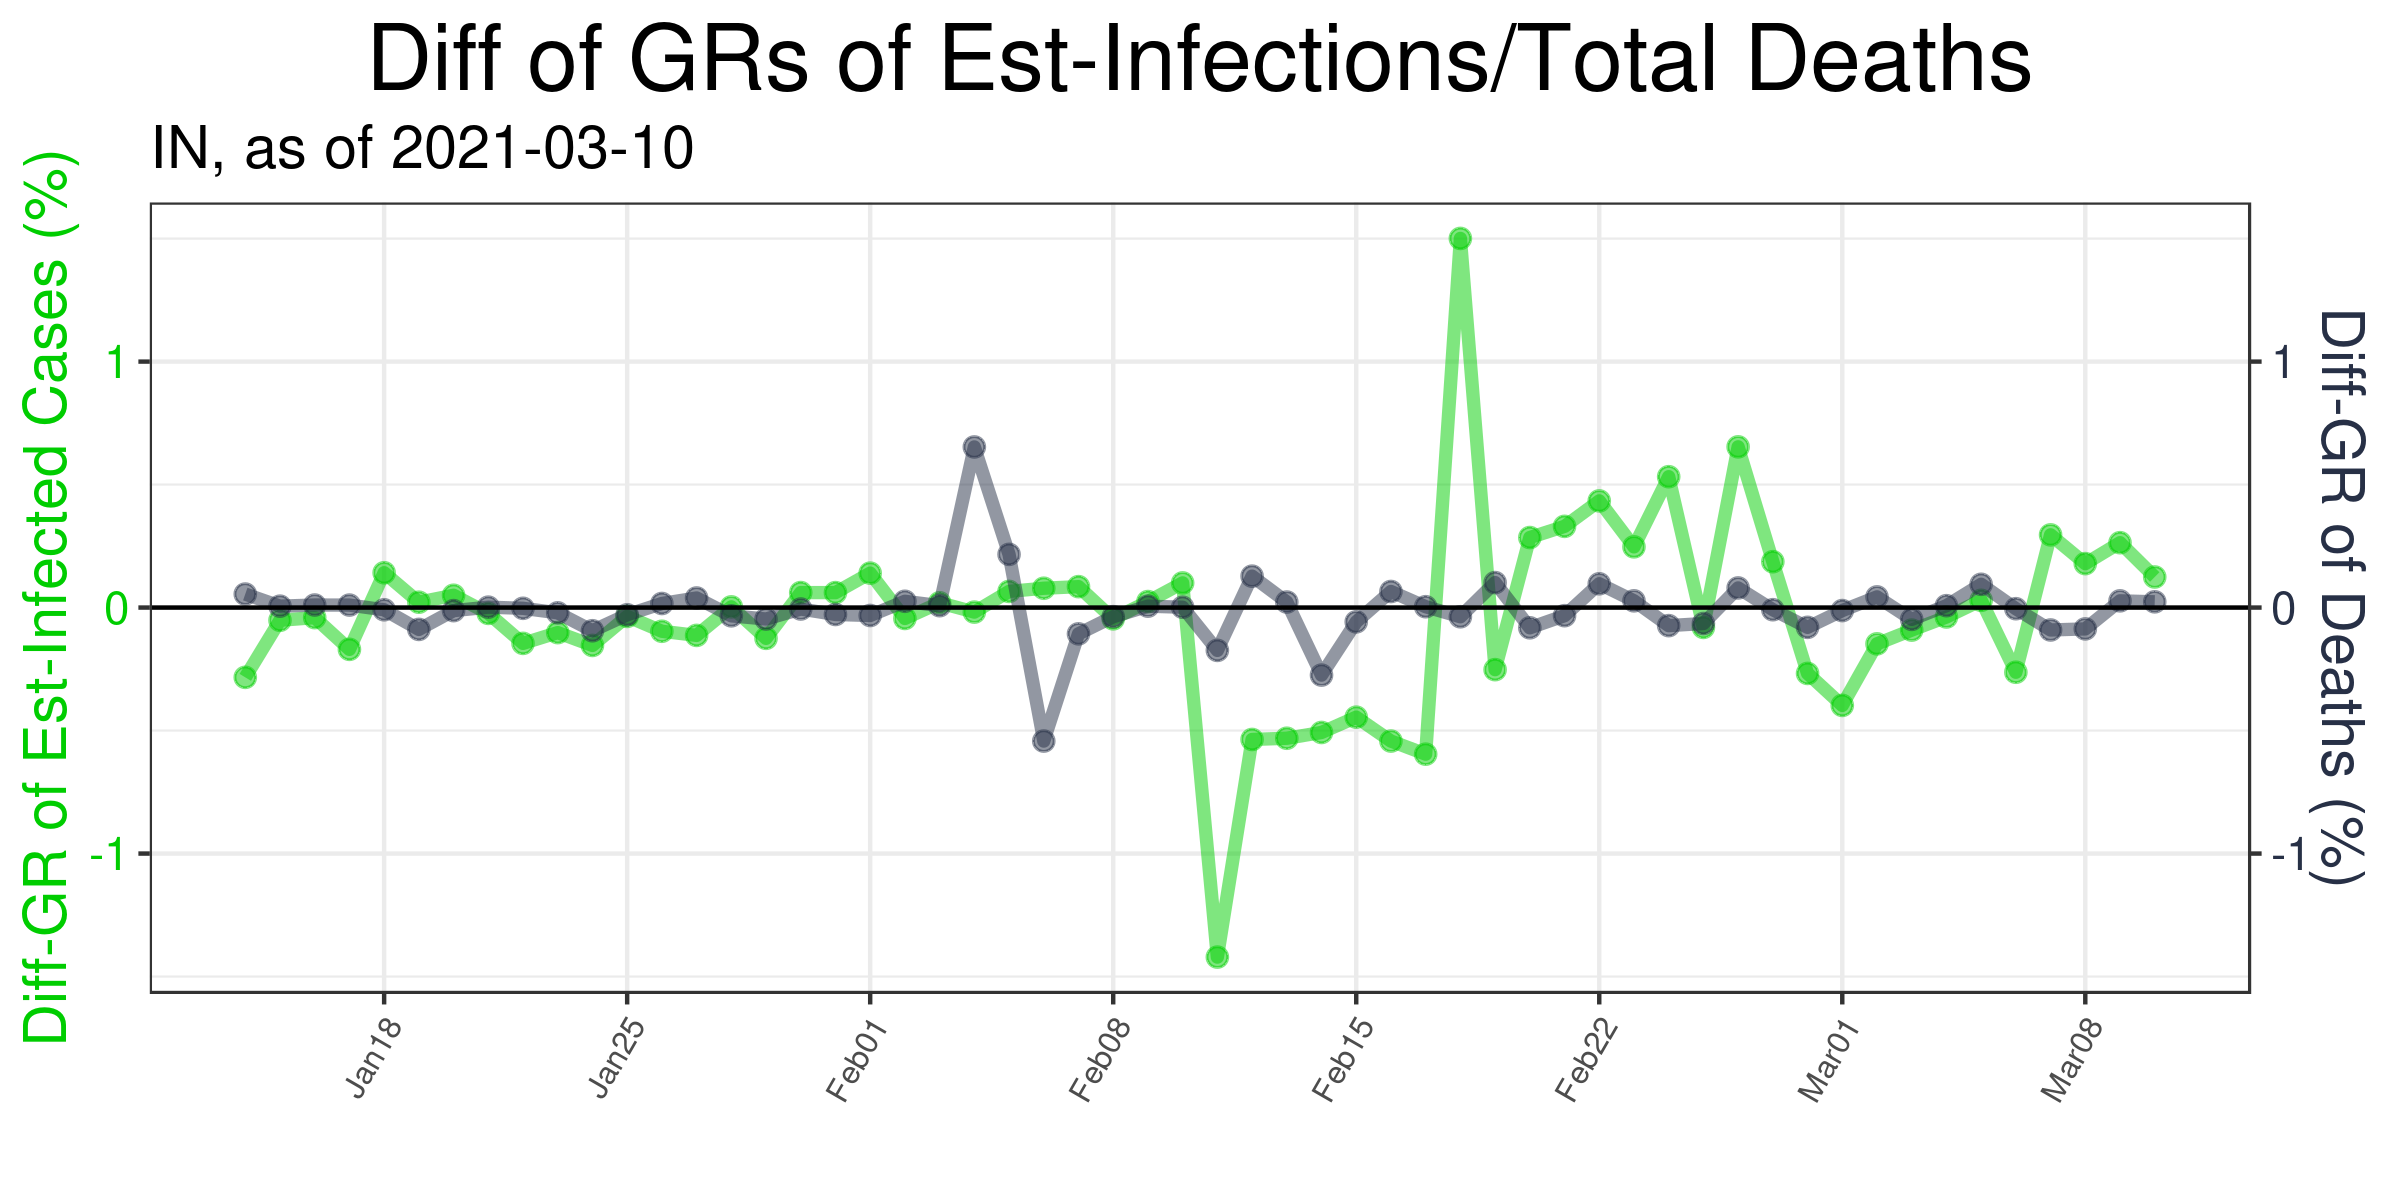 Diff of GRs of Est-Infections/Total Deaths
IN, as of 2021-03-10
Diff-GR of Est-Infected Cases (%)
1
0
-1
1
0
-1
Diff-GR of Deaths (%)
Jan18
Jan25
Feb01
Feb08
Feb15
Feb22
Mar01
Mar08